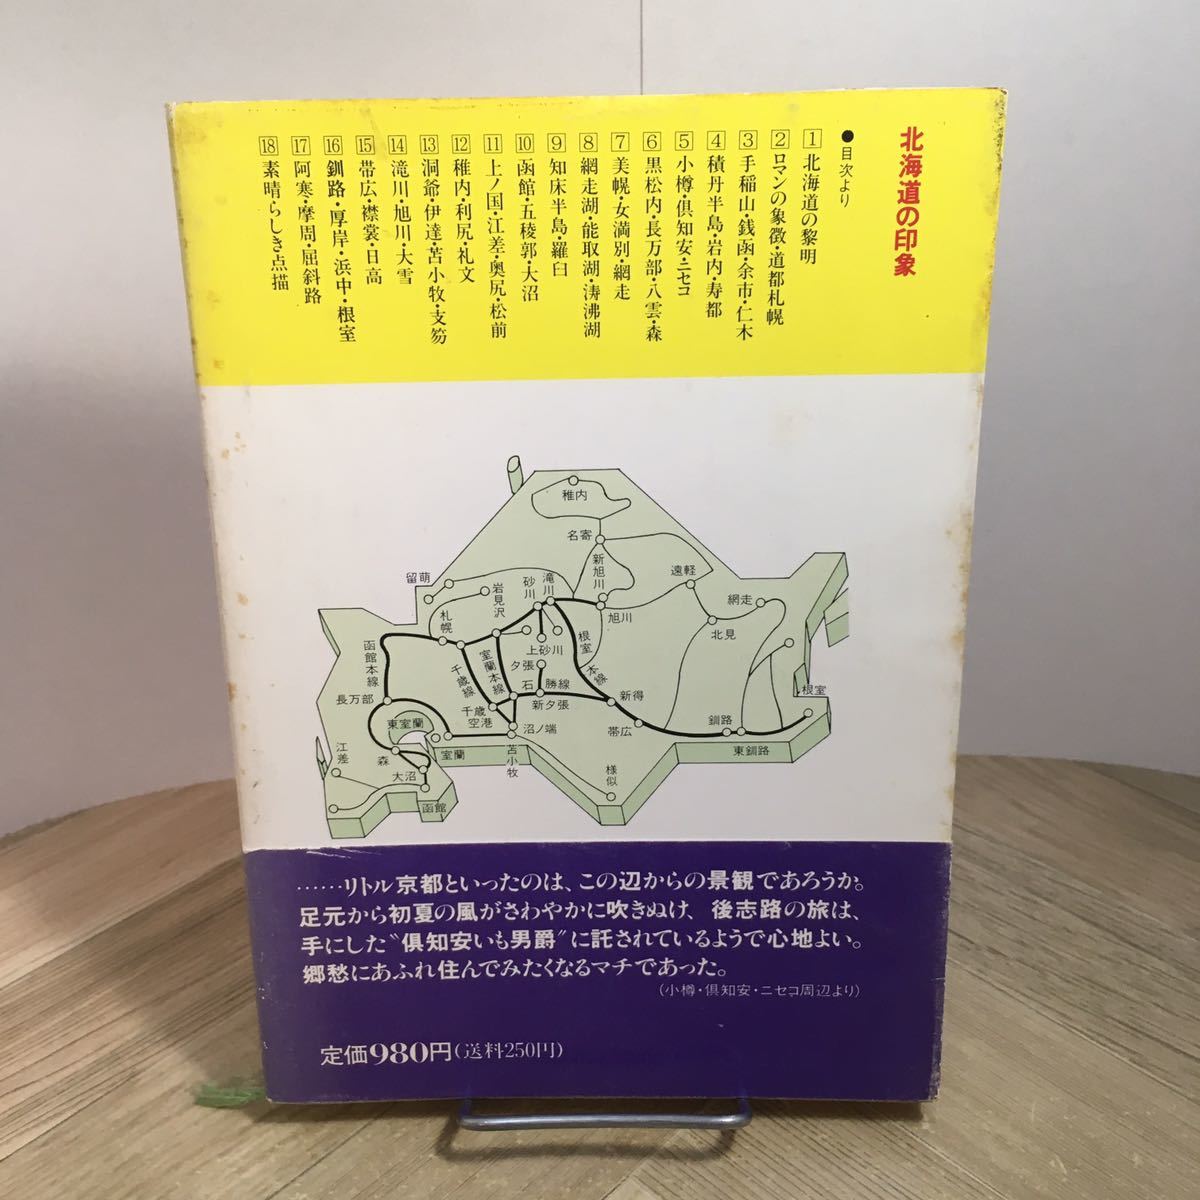 北海道の印象
●目次より
1 北海道の黎明
2 ロマンの象徴・道都札幌
3 手稲山・銭函・余市・仁木
4 積丹半島・岩内・寿都
5 小樽・倶知安・ニセコ
6 黒松内・長万部・八雲・森
7 美幌・女満別・網走
8 網走湖・能取湖・濤沸湖
9 知床半島・羅臼
10 函館・五稜郭・大沼
11 上ノ国・江差・奥尻・松前
12 稚内・利尻・礼文
13 洞爺・伊達・苫小牧・支笏
14 滝川・旭川・大雪
15 帯広・襟裳・日高
16 釧路・厚岸・浜中・根室
17 阿寒・摩周・屈斜路
18 素晴らしき点描
稚内
名寄
新旭川
遠軽
留萌
岩見沢
砂川
滝川
網走
旭川
北見
札幌
函館本線
千歳線
室蘭本線
上砂川
根室本線
夕張
石勝線
新夕張
新得
長万部
千歳空港
沼ノ端
帯広
釧路
根室
東釧路
東室蘭
室蘭
苫小牧
様似
江差
森
大沼
函館
……リトル京都といったのは、この辺からの景観であろうか。
足元から初夏の風がさわやかに吹きぬけ、後志路の旅は、
手にした〝倶知安いも男爵〟に託されているようで心地よい。
郷愁にあふれ住んでみたくなるマチであった。
(小樽・倶知安・ニセコ周辺より)
定価980円(送料250円)